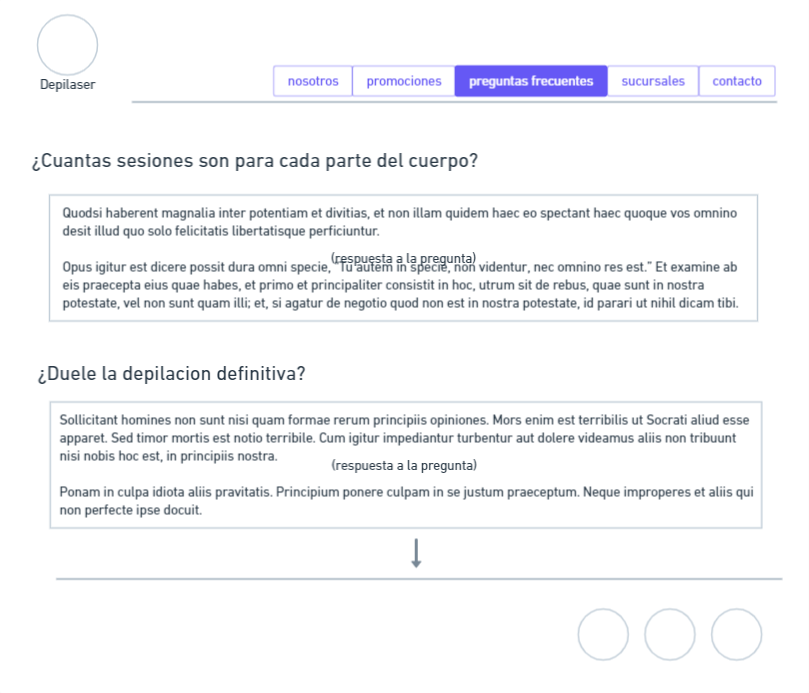 Depilaser
nosotros promociones preguntas frecuentes sucursales contacto
¿Cuantas sesiones son para cada parte del cuerpo?
Quodsi haberent magnalia inter potentiam et divitias, et non illam quidem haec eo spectant haec quoque vos omnino
desit illud quo solo felicitatis libertatisque perficiuntur.
(respuesta a la pregunta)
Opus igitur est dicere possit dura omni specie, "Tu autem in specie, non videntur, nec omnino res est." Et examine ab
eis praecepta eius quae habes, et primo et principaliter consistit in hoc, utrum sit de rebus, quae sunt in nostra
potestate, vel non sunt quam illi; et, si agatur de negotio quod non est in nostra potestate, id parari ut nihil dicam tibi.
¿Duele la depilacion definitiva?
Sollicitant homines non sunt nisi quam formae rerum principiis opiniones. Mors enim est terribilis ut Socrati aliud esse
apparet. Sed timor mortis est notio terribile. Cum igitur impediantur turbentur aut dolere videamus aliis non tribuunt
nisi nobis hoc est, in principiis nostra.
(respuesta a la pregunta)
Ponam in culpa idiota aliis pravitatis. Principium ponere culpam in se justum praeceptum. Neque improperes et aliis qui
non perfecte ipse docuit.